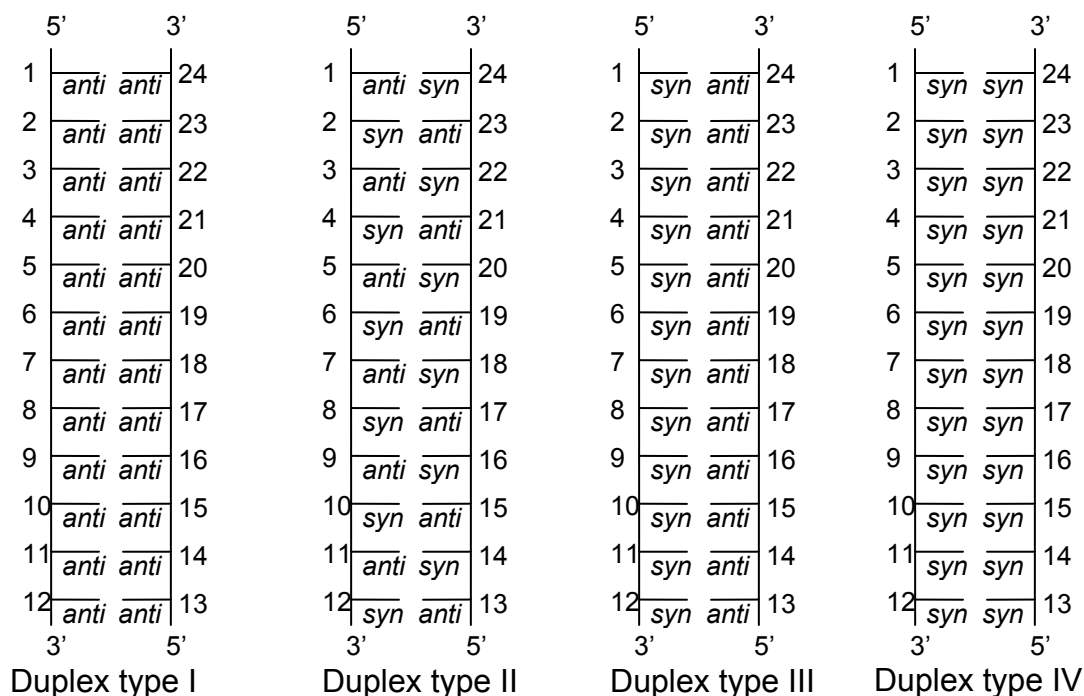 5’ 3’ 5’ 3’ 5’ 3’ 5’ 3’
1 anti anti 24 1 anti syn 24 1 syn anti 24 1 syn syn 24
2 anti anti 23 2 syn anti 23 2 syn anti 23 2 syn syn 23
3 anti anti 22 3 anti syn 22 3 syn anti 22 3 syn syn 22
4 anti anti 21 4 syn anti 21 4 syn anti 21 4 syn syn 21
5 anti anti 20 5 anti syn 20 5 syn anti 20 5 syn syn 20
6 anti anti 19 6 syn anti 19 6 syn anti 19 6 syn syn 19
7 anti anti 18 7 anti syn 18 7 syn anti 18 7 syn syn 18
8 anti anti 17 8 syn anti 17 8 syn anti 17 8 syn syn 17
9 anti anti 16 9 anti syn 16 9 syn anti 16 9 syn syn 16
10 anti anti 15 10 syn anti 15 10 syn anti 15 10 syn syn 15
11 anti anti 14 11 anti syn 14 11 syn anti 14 11 syn syn 14
12 anti anti 13 12 syn anti 13 12 syn anti 13 12 syn syn 13
3’ 5’ 3’ 5’ 3’ 5’ 3’ 5’
Duplex type I Duplex type II Duplex type III Duplex type IV